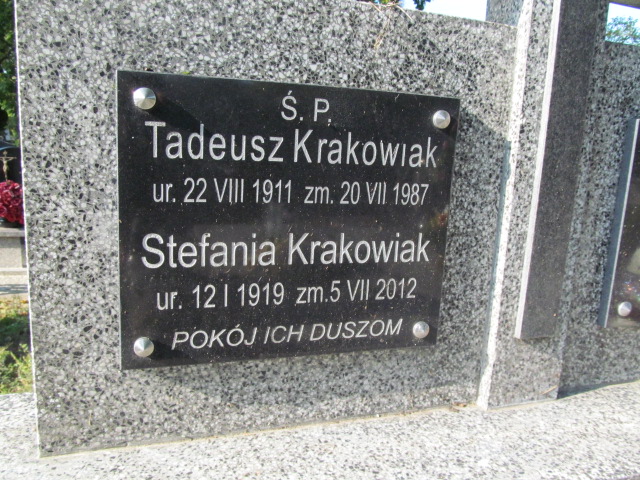 Ś. P.
Tadeusz Krakowiak
ur. 22 VIII 1911 zm. 20 VII 1987
Stefania Krakowiak
ur. 12 I 1919 zm.5 VII 2012
POKÓJ ICH DUSZOM